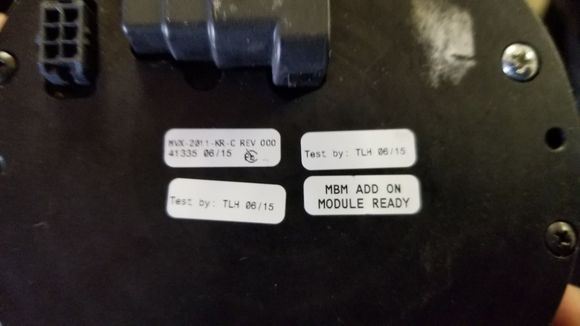 MVX-2011-KR-C REV 000
41335 06/15
Test by: TLH 06/15
Test by: TLH 06/15
MBM ADD ON
MODULE READY